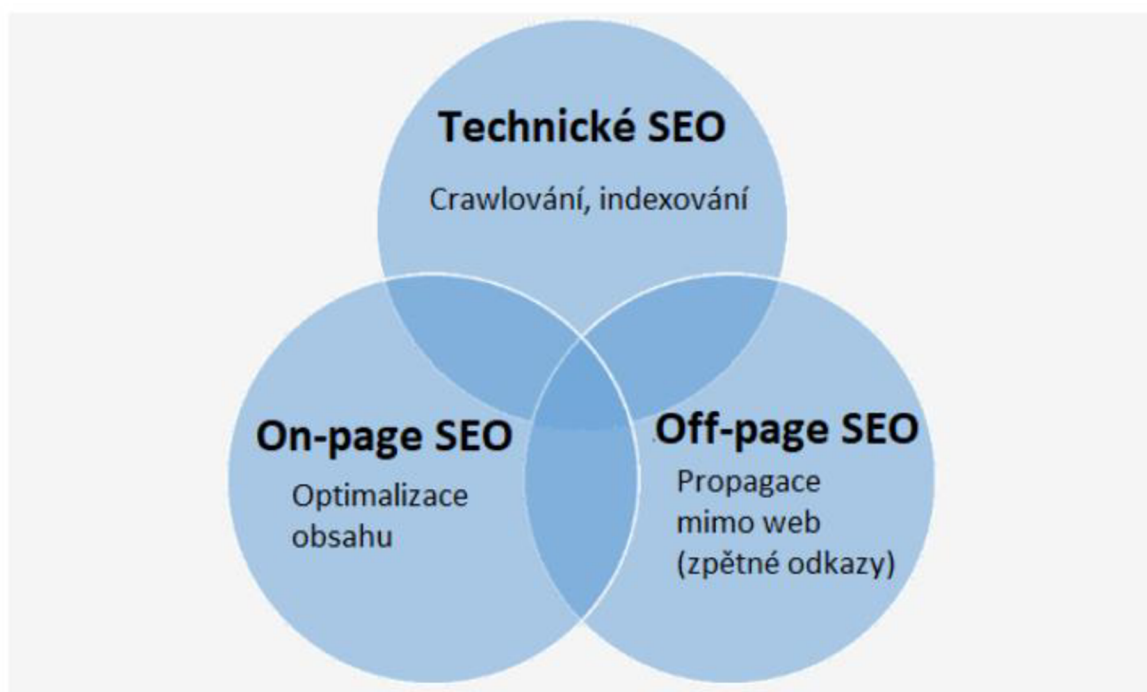 Technické SEO
Crawlování, indexování
On-page SEO
Optimalizace
obsahu
Off-page SEO
Propagace
mimo web
(zpětné odkazy)